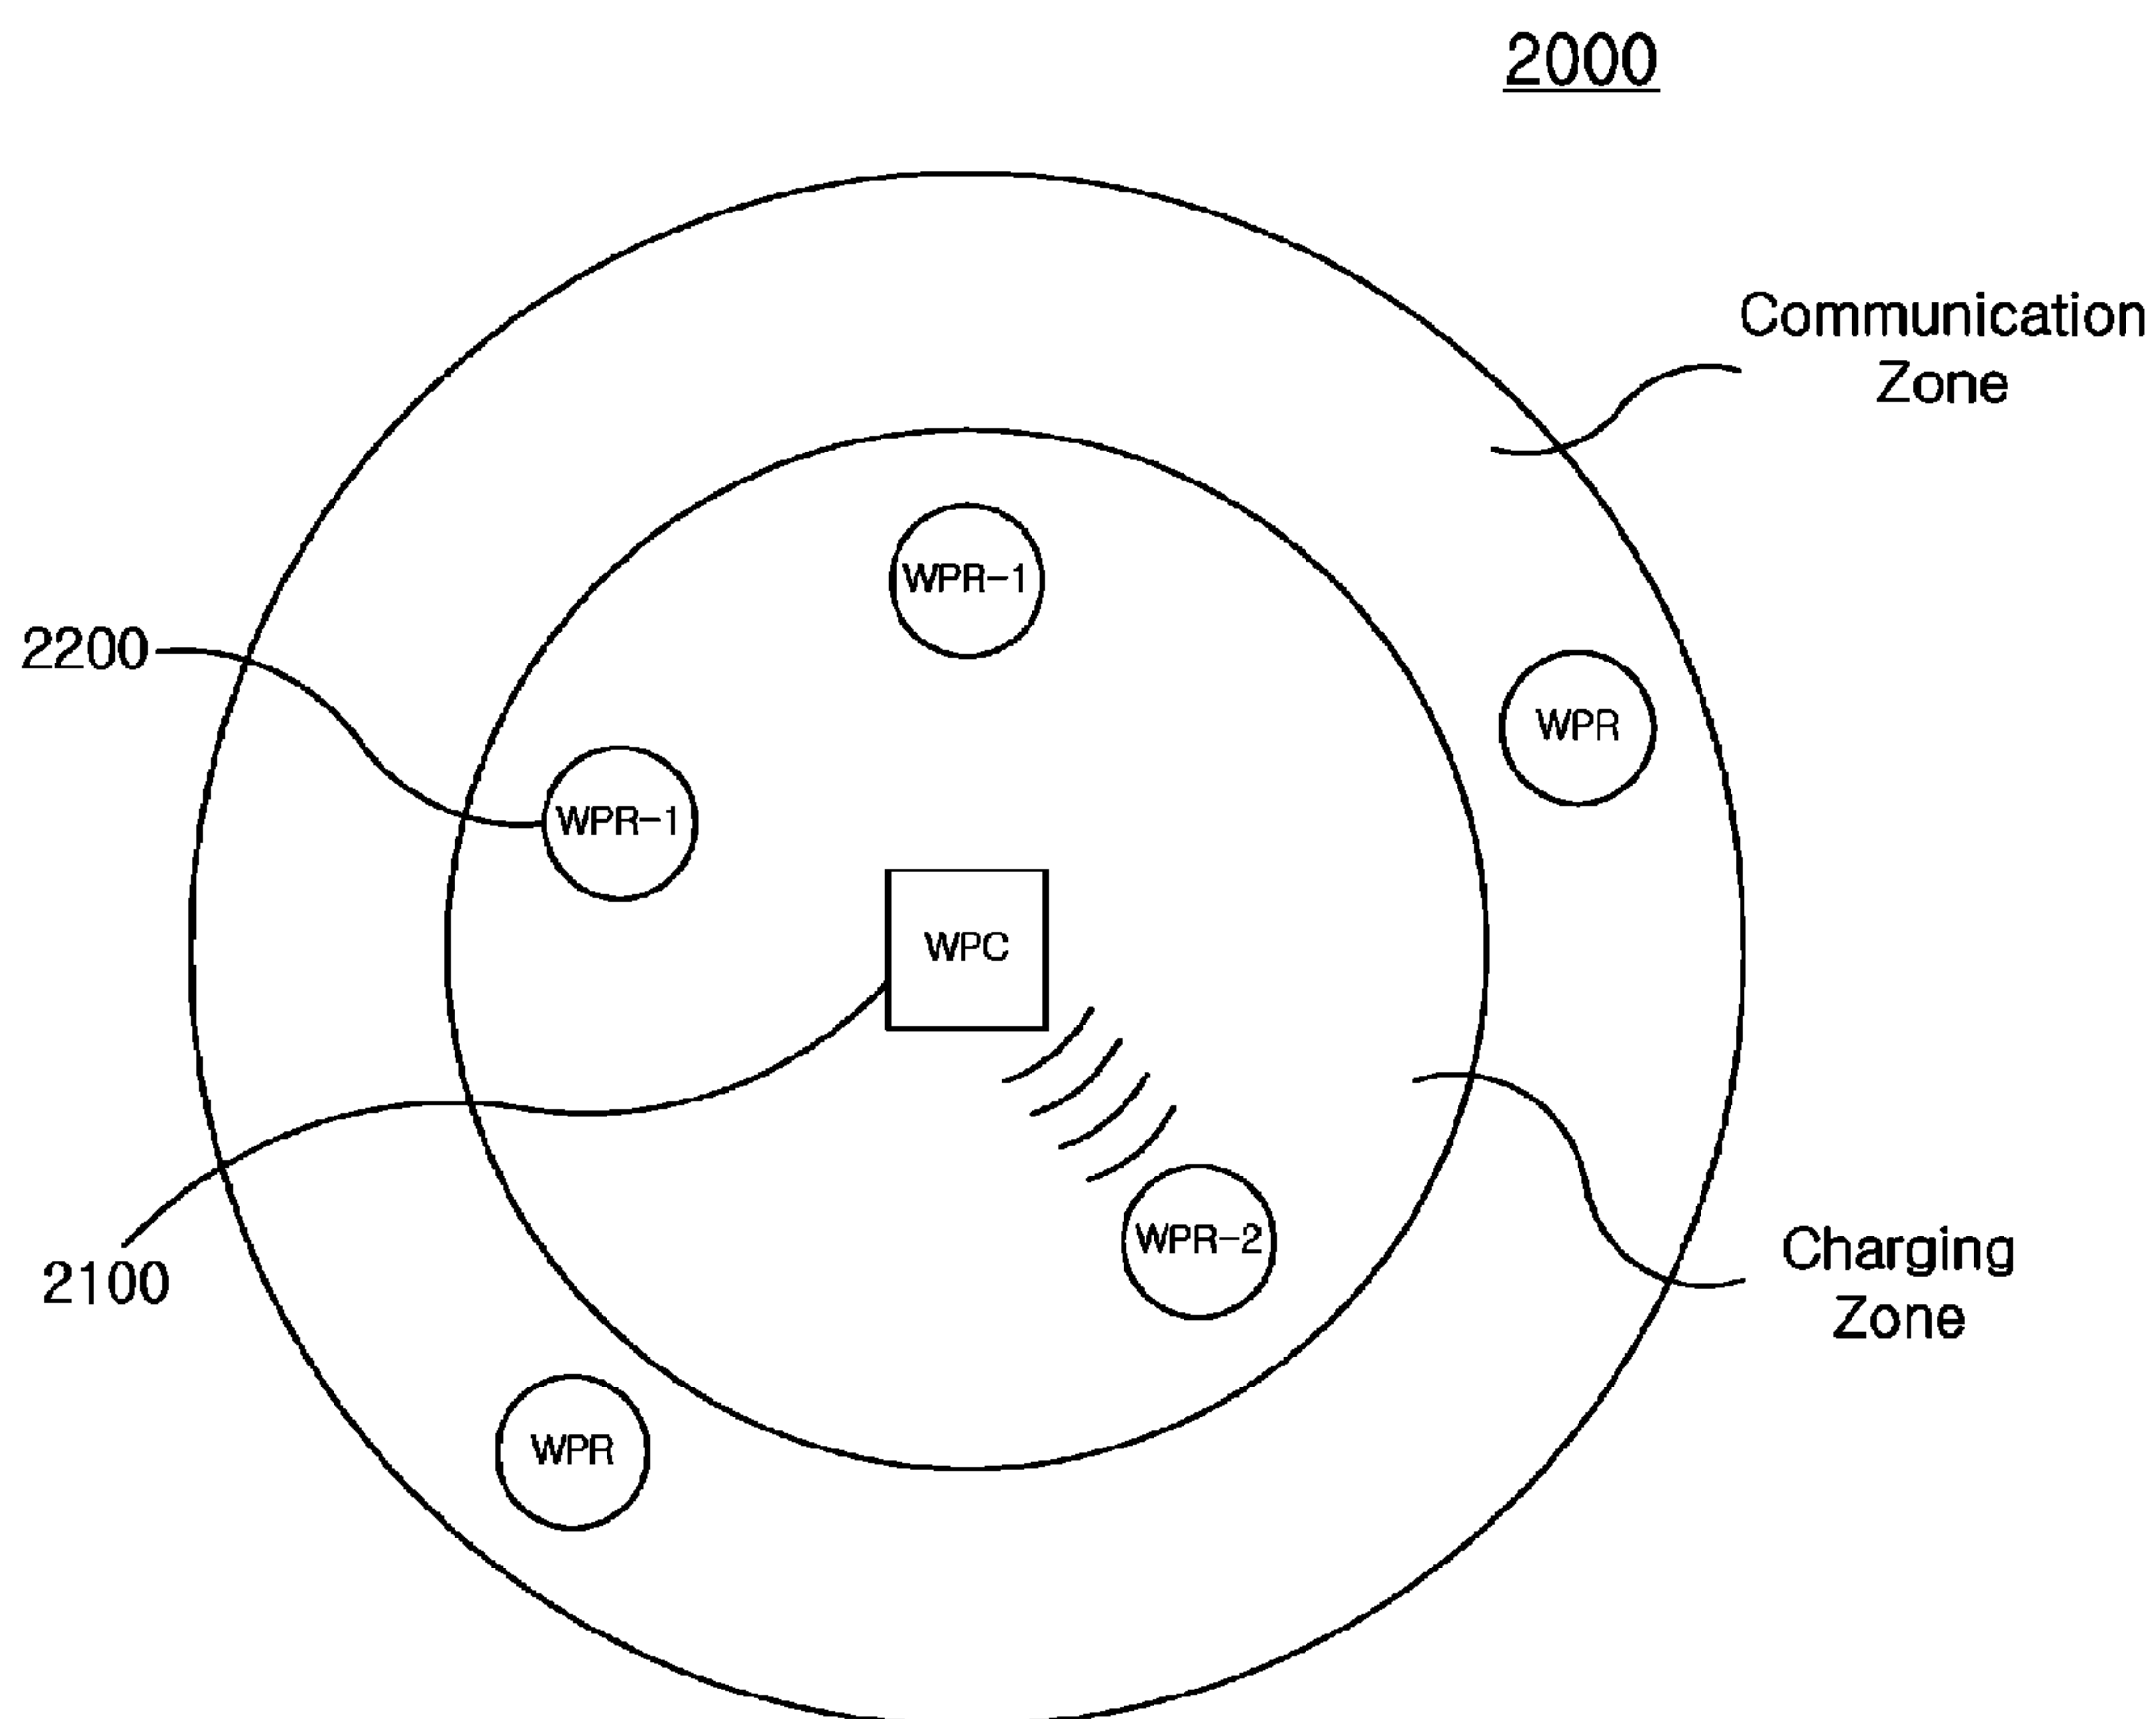 2000
Communication
Zone
WPR-1
2200
WPR
WPR-1
WPC
WPR-2
Charging
Zone
2100
WPR